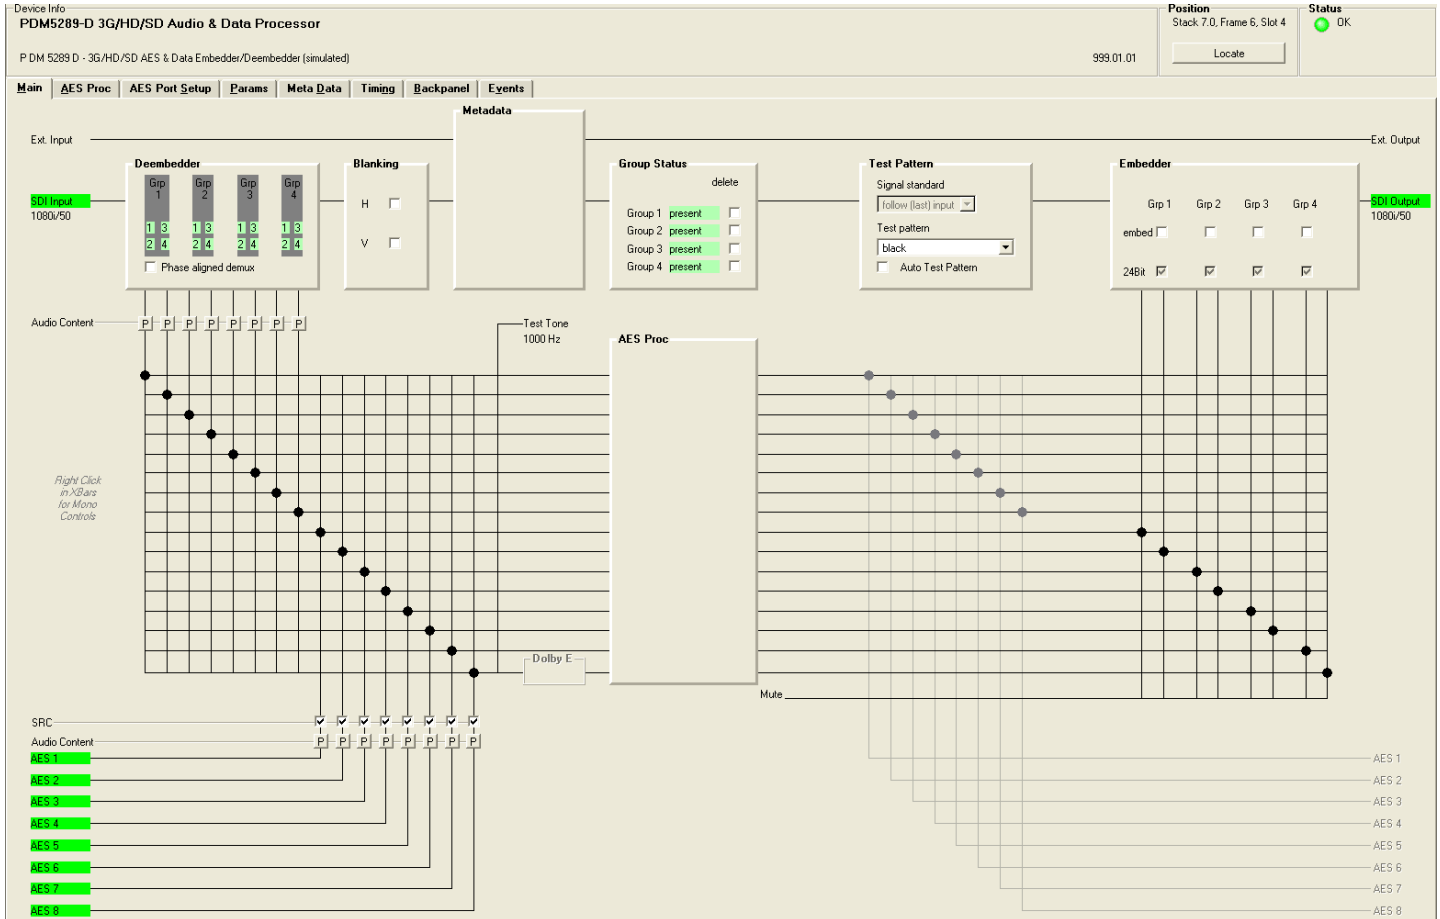 Device Info
PDM5289-D 3G/HD/SD Audio & Data Processor
P DM 5289 D - 3G/HD/SD AES & Data Embedder/Deembedder (simulated)
999.01.01
Position
Stack 7.0, Frame 6, Slot 4
Locate
Status
OK
Main AES Proc AES Port Setup Params Meta Data Timing Backpanel Events
Metadata
Ext. Input
Ext. Output
Deembedder
Grp 1
Grp 2
Grp 3
Grp 4
1 3 1 3 1 3 1 3
2 4 2 4 2 4 2 4
Phase aligned demux
SDI Input
1080i/50
Blanking
H
V
Group Status
delete
Group 1 present
Group 2 present
Group 3 present
Group 4 present
Test Pattern
Signal standard
follow (last) input
Test pattern
black
Auto Test Pattern
Embedder
Grp 1 Grp 2 Grp 3 Grp 4
embed
24Bit
SDI Output
1080i/50
Audio Content P P P P P P P P
Test Tone
1000 Hz
AES Proc
Right Click
in XBars
for Mono
Controls
Dolby E
Mute
SRC
Audio Content P P P P P P P P
AES 1
AES 2
AES 3
AES 4
AES 5
AES 6
AES 7
AES 8
AES 1
AES 2
AES 3
AES 4
AES 5
AES 6
AES 7
AES 8